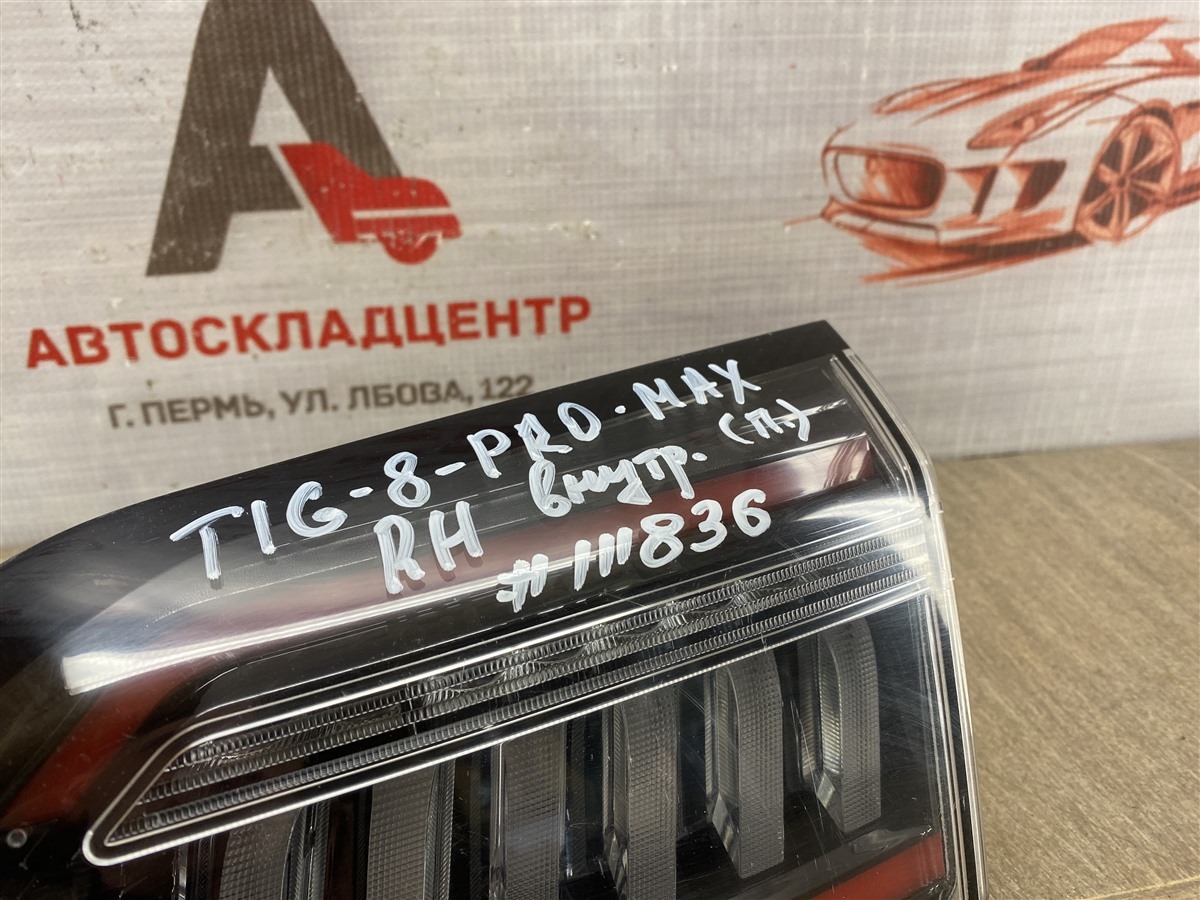 АВТОСКЛАДЦЕНТР
Г. ПЕРМЬ, УЛ. ЛБОВА, 122
TIG-8-PRO·MAX
RH внутр. (п.)
#111836